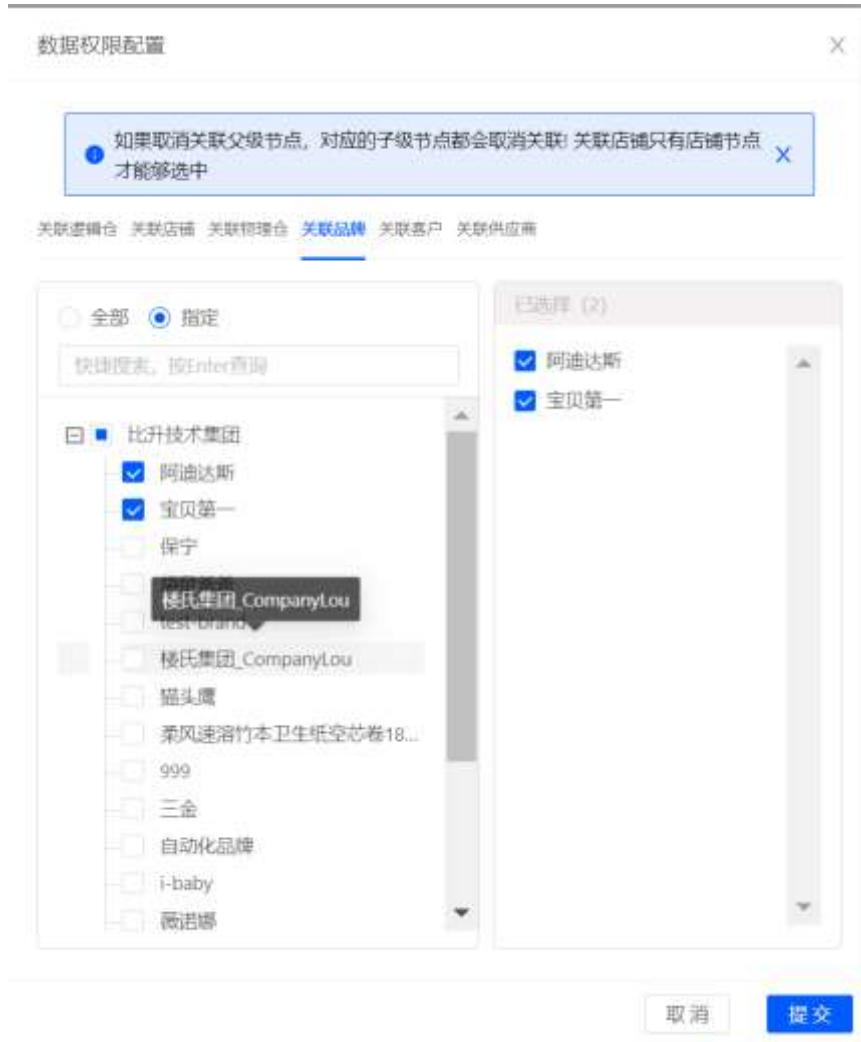 数据权限配置
如果取消关联父级节点，对应的子级节点都会取消关联! 关联店铺只有店铺节点
才能够选中
关联逻辑仓 关联店铺 关联物理仓 关联品牌 关联客户 关联供应商
全部 指定
快捷搜索，按Enter查询
比升技术集团
阿迪达斯
宝贝第一
保宁
楼氏集团_CompanyLou
test-brand
楼氏集团_CompanyLou
猫头鹰
柔风速溶竹本卫生纸空芯卷18...
999
三金
自动化品牌
i-baby
薇诺娜
已选择 (2)
阿迪达斯
宝贝第一
取消
提交